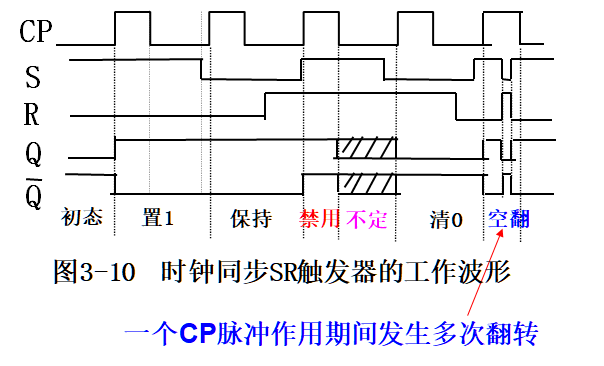 CP
S
R
Q
Q̅
初态 置1 保持 禁用 不定 清0 空翻
图3-10 时钟同步SR触发器的工作波形
一个CP脉冲作用期间发生多次翻转